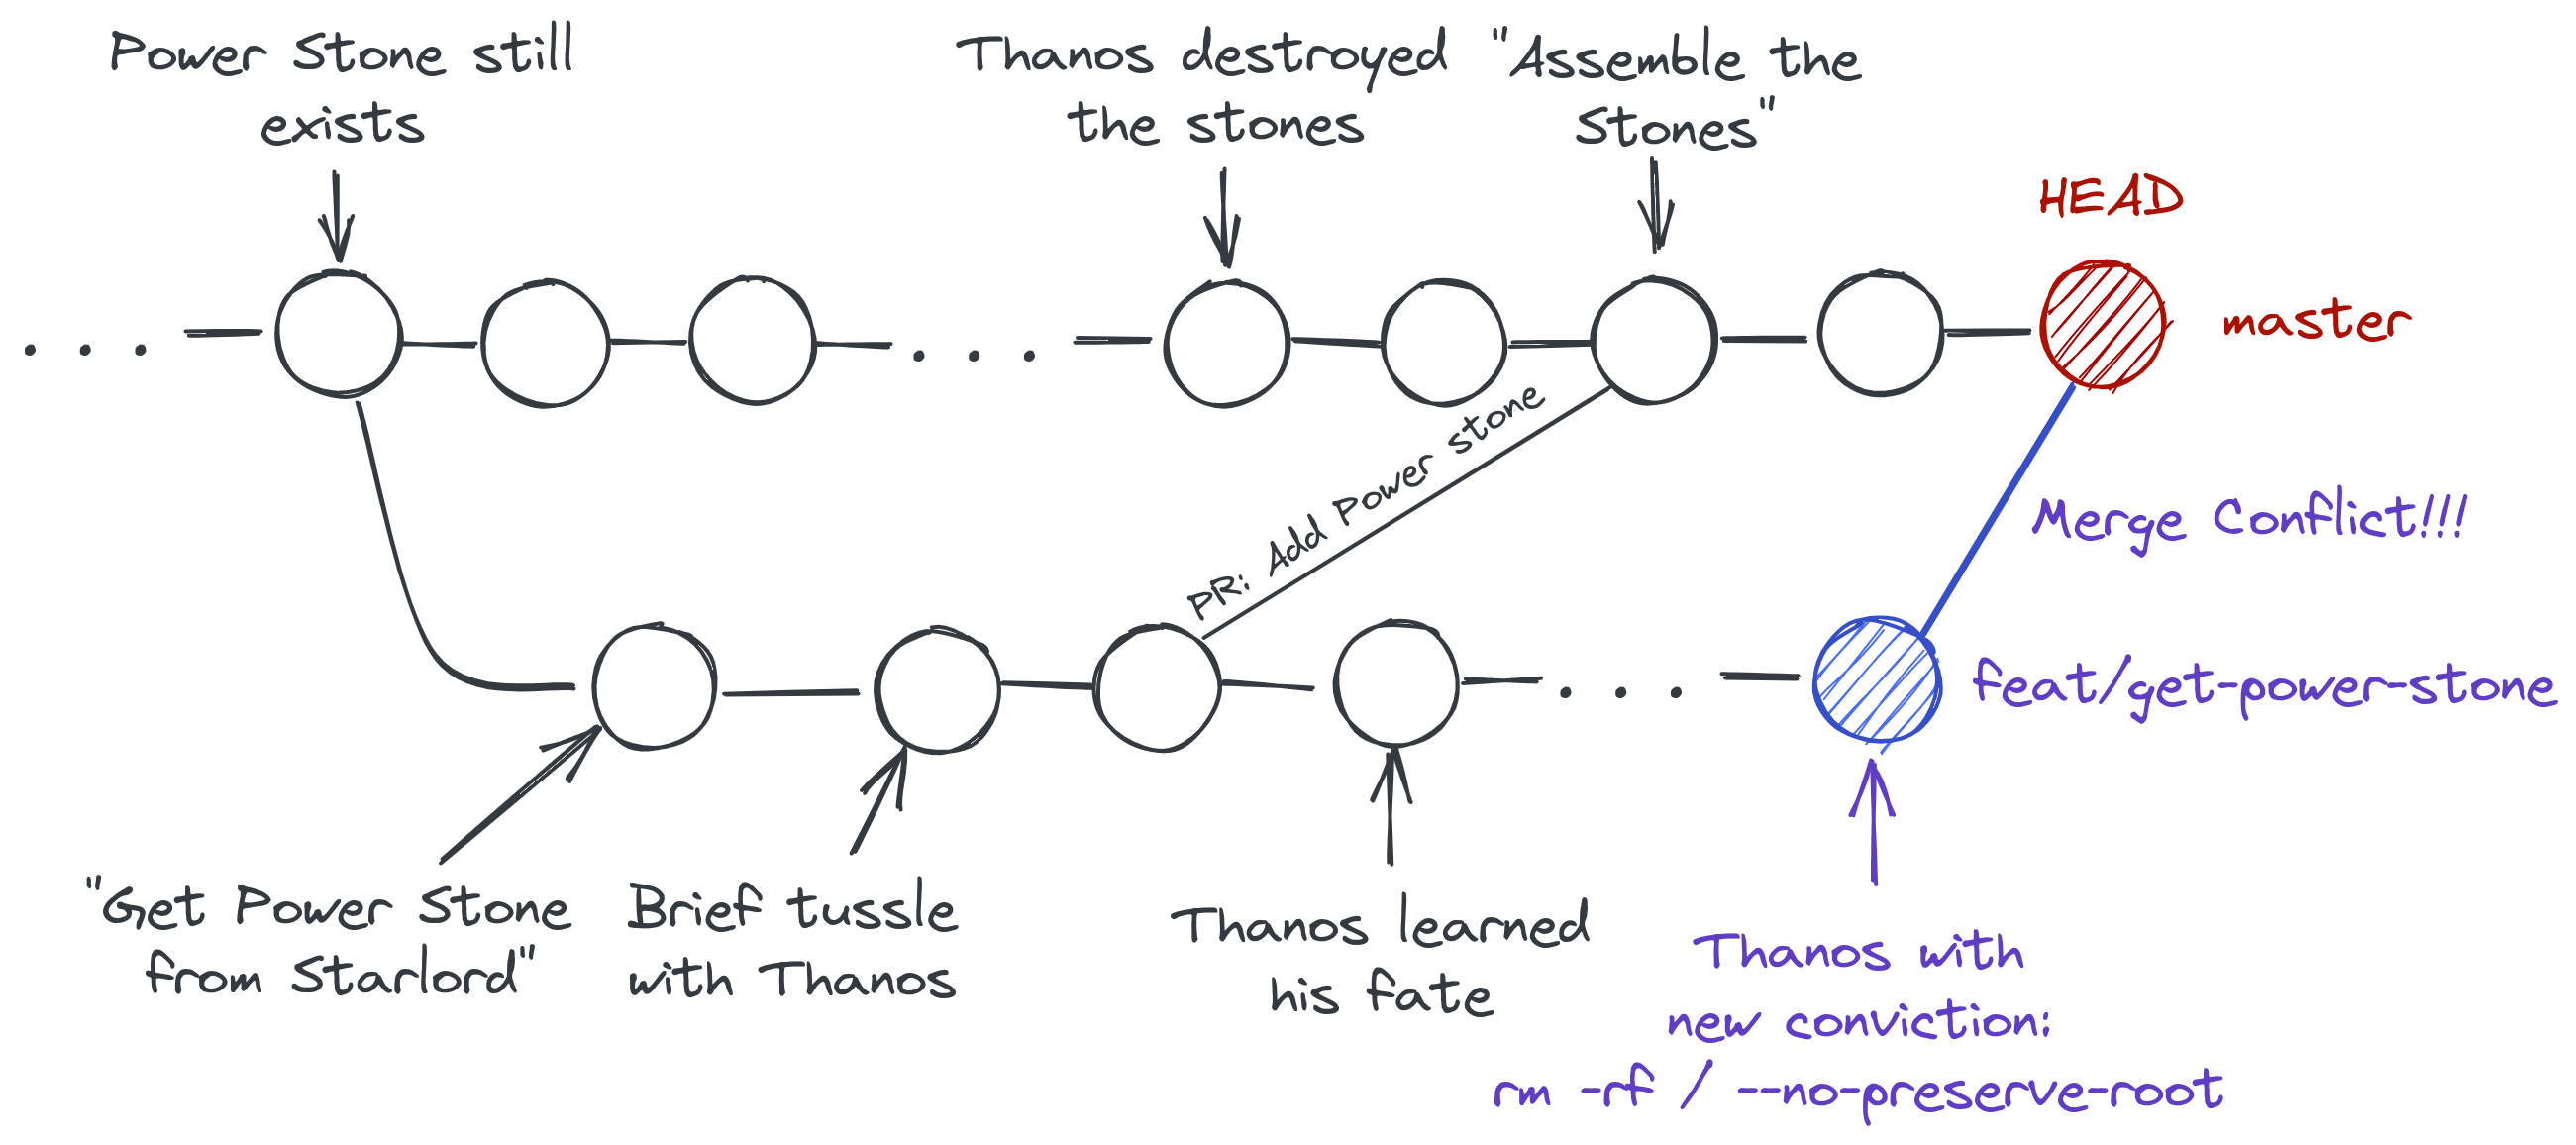 Power Stone still
exists
Thanos destroyed
the stones
"Assemble the
Stones"
HEAD
master
PR: Add Power stone
Merge Conflict!!!
feat/get-power-stone
"Get Power Stone
from Starlord"
Brief tussle
with Thanos
Thanos learned
his fate
Thanos with
new conviction:
rm -rf / --no-preserve-root